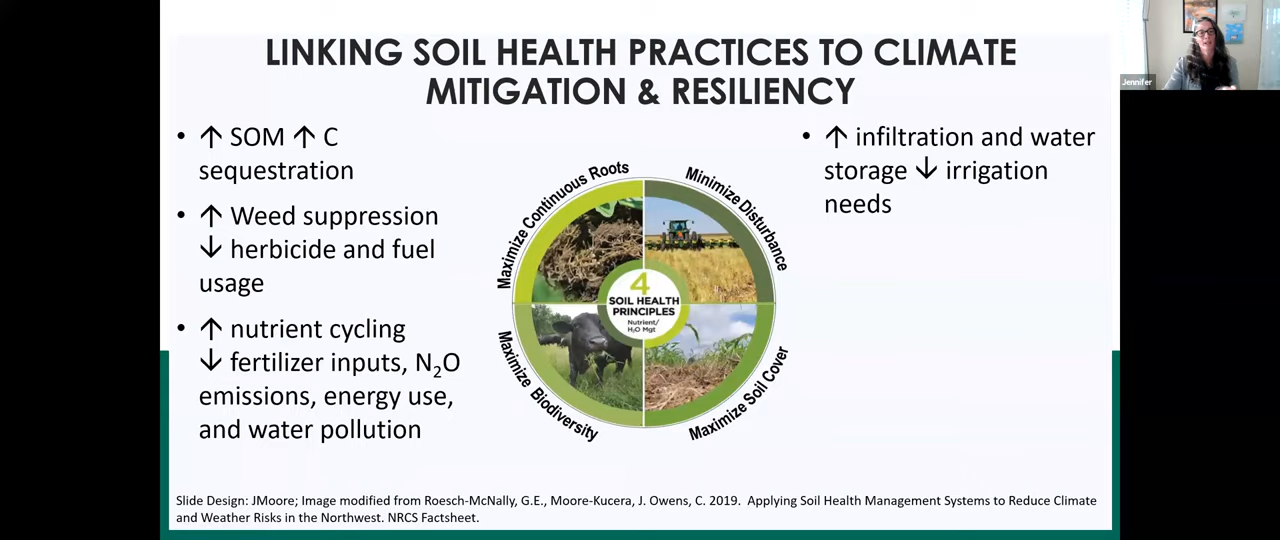 LINKING SOIL HEALTH PRACTICES TO CLIMATE
MITIGATION & RESILIENCY
• ↑ SOM ↑ C
sequestration
• ↑ Weed suppression
↓ herbicide and fuel
usage
• ↑ nutrient cycling
↓ fertilizer inputs, N₂O
emissions, energy use,
and water pollution
Maximize Continuous Roots
Minimize Disturbance
4
SOIL HEALTH
PRINCIPLES
Nutrient/
H₂O Mgt
Maximize Biodiversity
Maximize Soil Cover
• ↑ infiltration and water
storage ↓ irrigation
needs
Slide Design: JMoore; Image modified from Roesch-McNally, G.E., Moore-Kucera, J. Owens, C. 2019.  Applying Soil Health Management Systems to Reduce Climate
and Weather Risks in the Northwest. NRCS Factsheet.
Jennifer